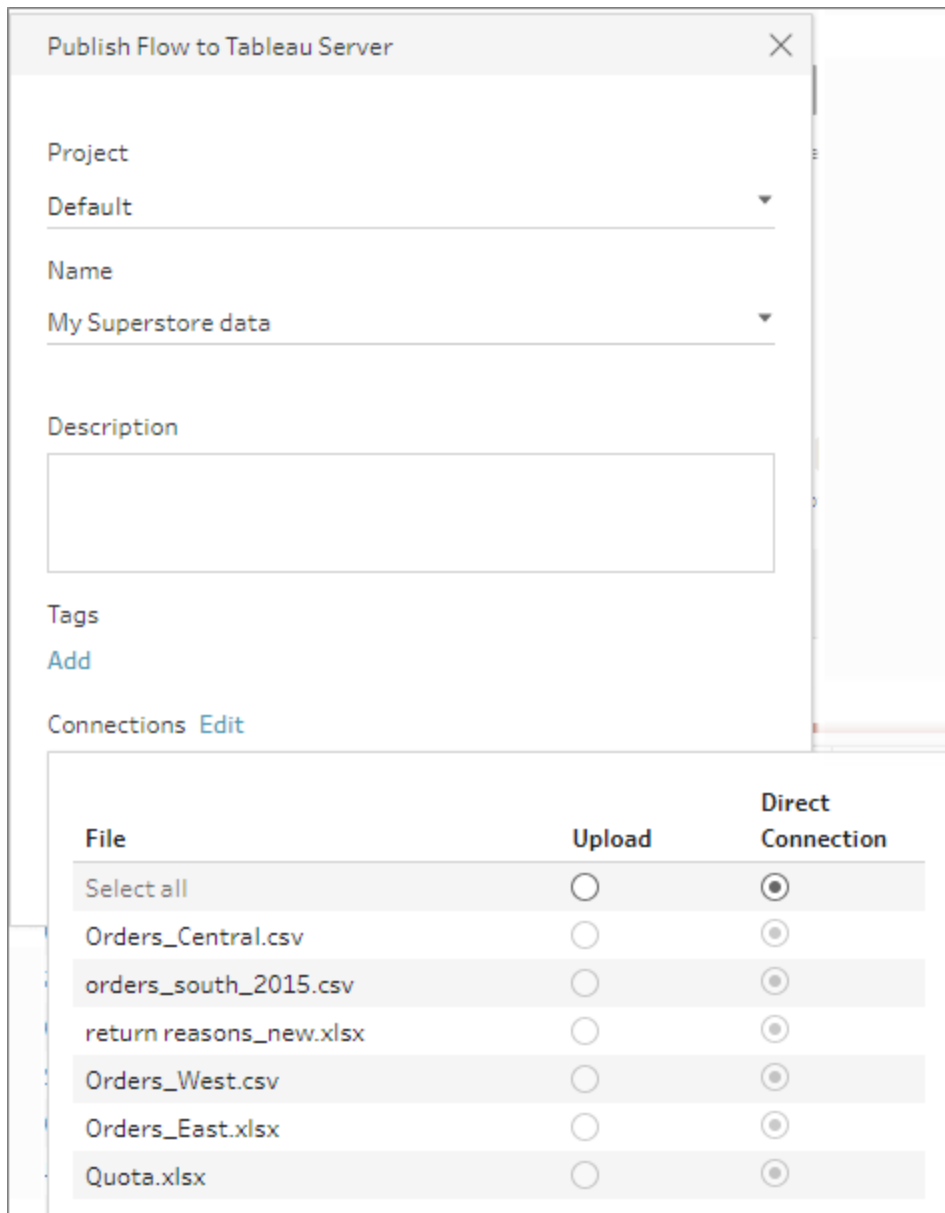 Publish Flow to Tableau Server
Project
Default
Name
My Superstore data
Description
Tags
Add
Connections Edit
File Upload Direct Connection
Select all
Orders_Central.csv
orders_south_2015.csv
return reasons_new.xlsx
Orders_West.csv
Orders_East.xlsx
Quota.xlsx